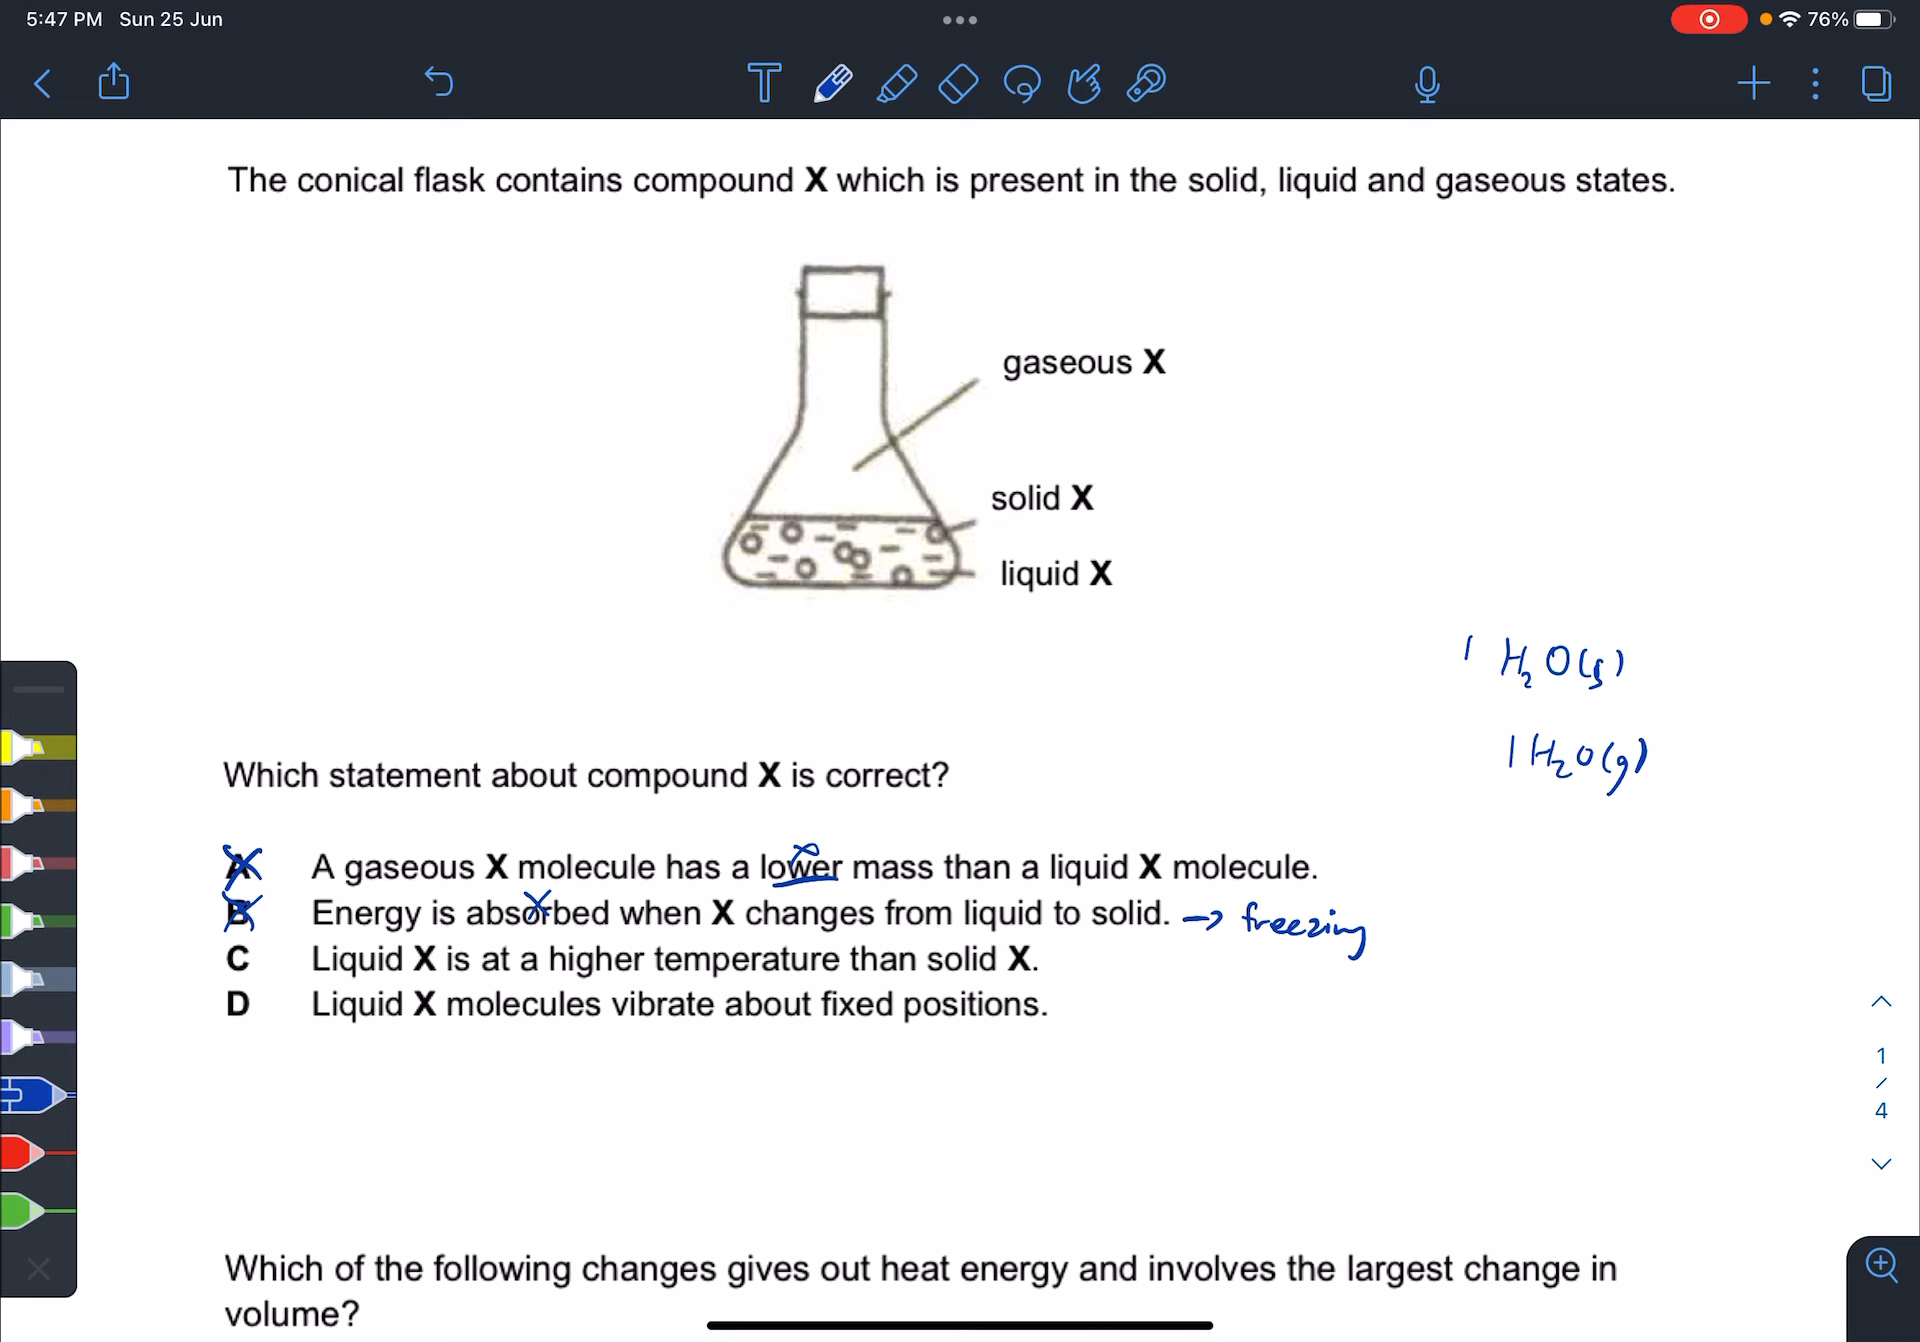 5:47 PM Sun 25 Jun
76%
The conical flask contains compound X which is present in the solid, liquid and gaseous states.
gaseous X
solid X
liquid X
1 H₂O(s)
1 H₂O(g)
Which statement about compound X is correct?
A A gaseous X molecule has a lower mass than a liquid X molecule.
B Energy is absorbed when X changes from liquid to solid. → freezing
C Liquid X is at a higher temperature than solid X.
D Liquid X molecules vibrate about fixed positions.
1
/
4
Which of the following changes gives out heat energy and involves the largest change in
volume?